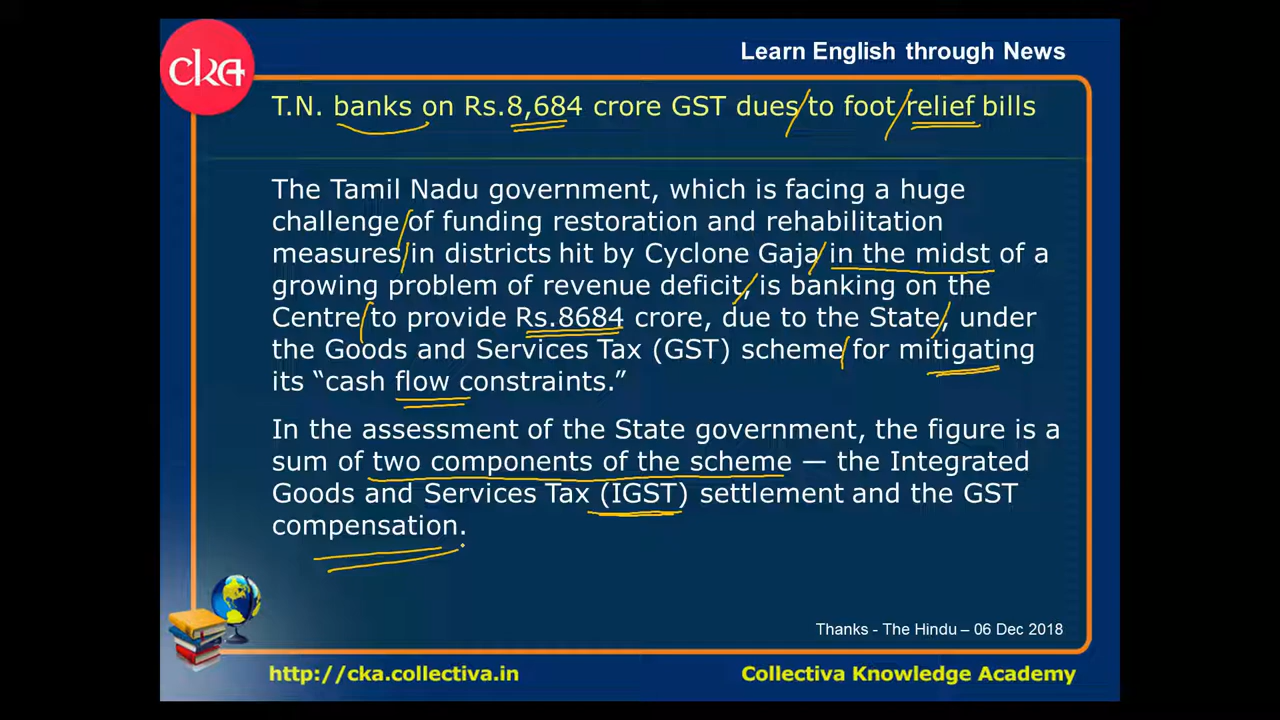 cka
Learn English through News
T.N. banks on Rs.8,684 crore GST dues to foot relief bills
The Tamil Nadu government, which is facing a huge
challenge of funding restoration and rehabilitation
measures in districts hit by Cyclone Gaja in the midst of a
growing problem of revenue deficit, is banking on the
Centre to provide Rs.8684 crore, due to the State, under
the Goods and Services Tax (GST) scheme for mitigating
its “cash flow constraints.”
In the assessment of the State government, the figure is a
sum of two components of the scheme — the Integrated
Goods and Services Tax (IGST) settlement and the GST
compensation.
Thanks - The Hindu – 06 Dec 2018
http://cka.collectiva.in
Collectiva Knowledge Academy